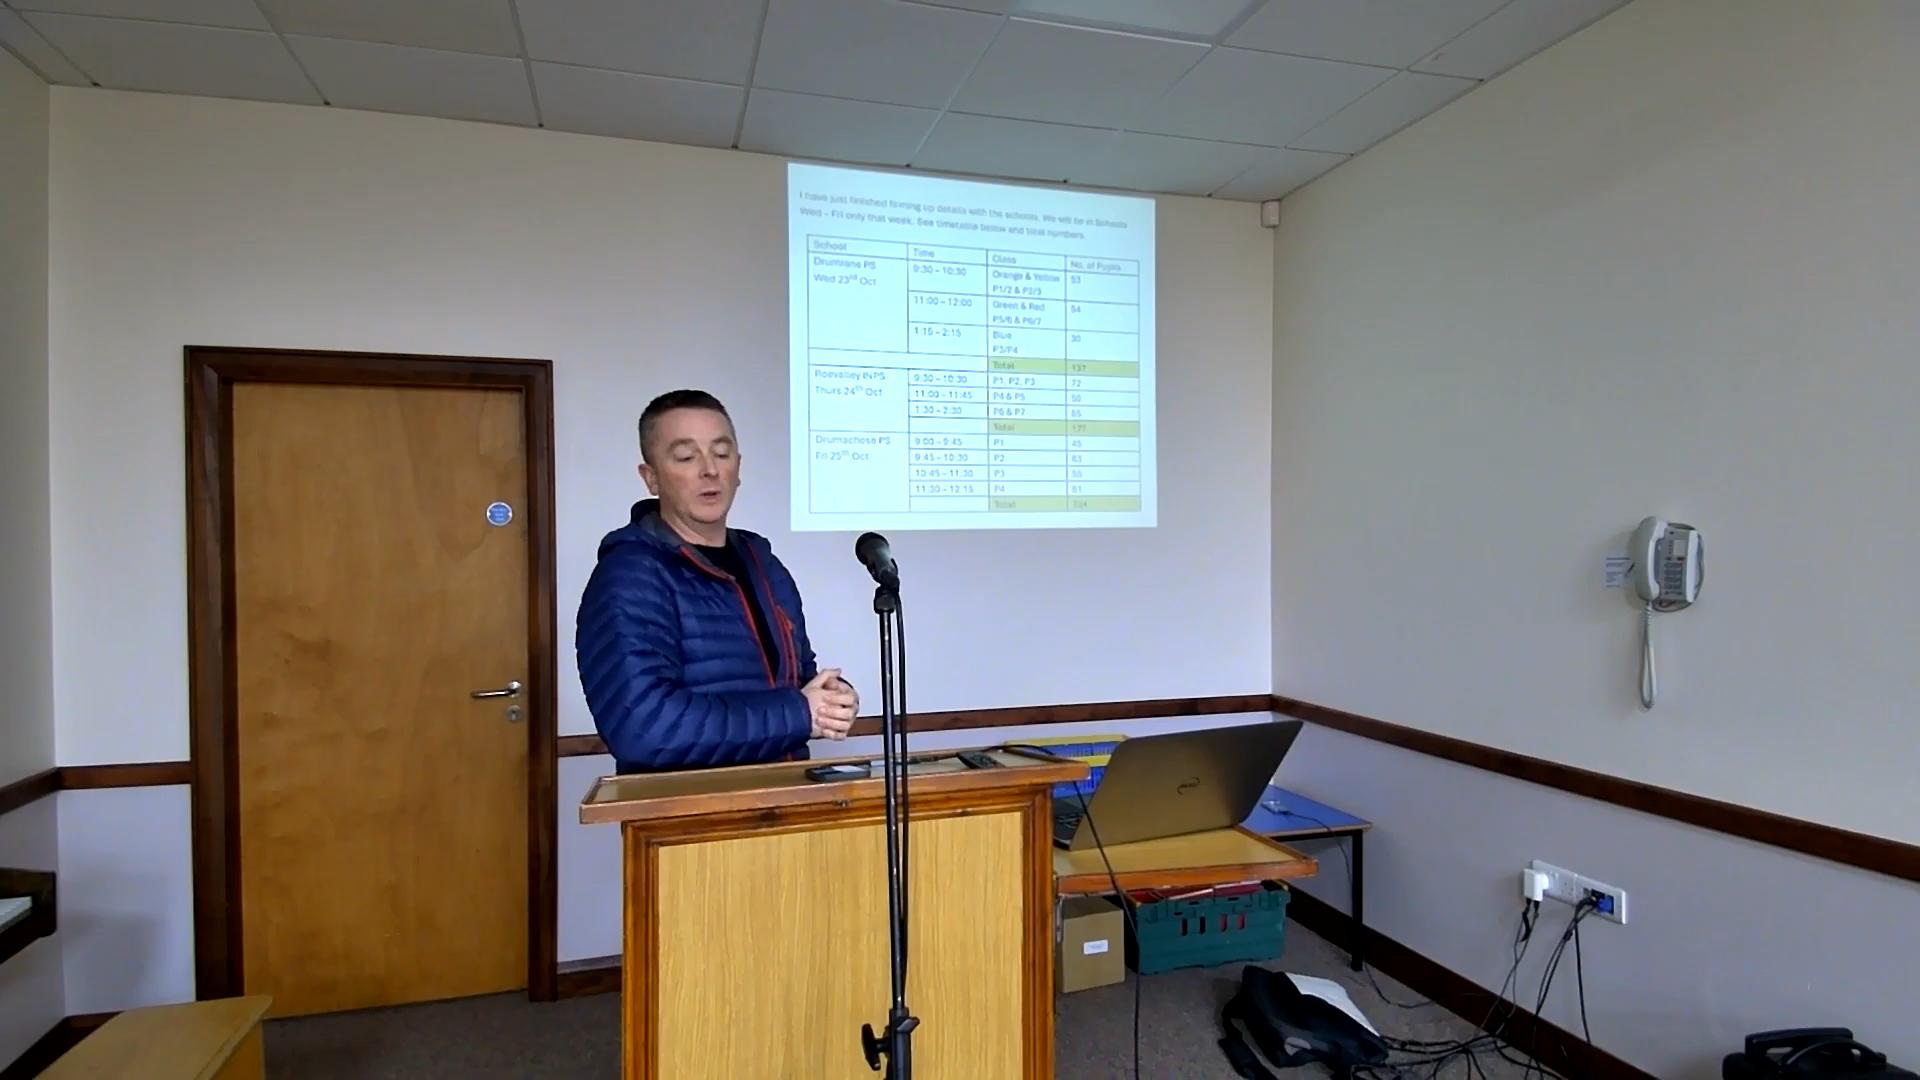 I have just finished firming up details with the schools. We will be in Schools
Wed – Fri only that week. See timetable below and total numbers.
School Time Class No. of Pupils
Drumrane PS 9:30 – 10:30 Orange & Yellow 53
Wed 23rd Oct P1/2 & P2/3
11:00 – 12:00 Green & Red 54
P5/6 & P6/7
1:15 – 2:15 Blue 30
P3/P4
Total 137
Roevalley INPS 9:30 – 10:30 P1, P2, P3 72
Thurs 24th Oct 11:00 – 11:45 P4 & P5 50
1:30 – 2:30 P6 & P7 55
Total 177
Drumachose PS 9:00 – 9:45 P1 45
Fri 25th Oct 9:45 – 10:30 P2 63
10:45 – 11:30 P3
11:30 – 12:15 P4 61
Total
DELL